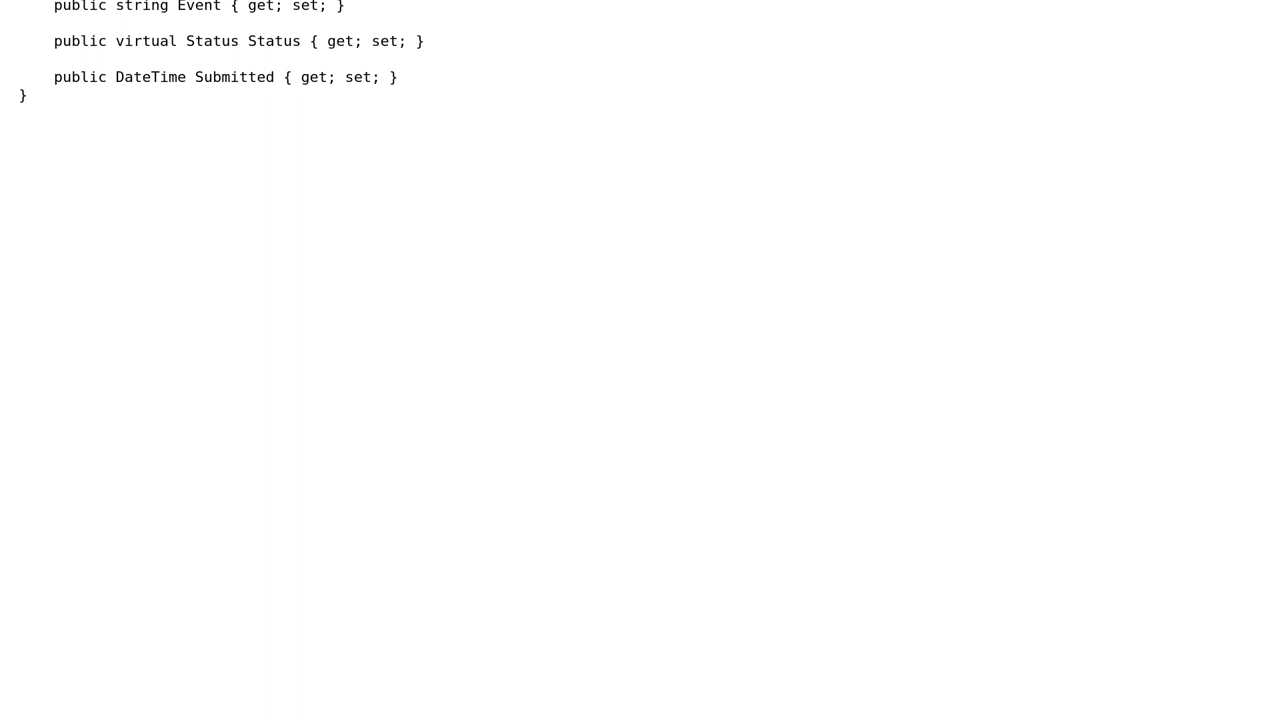 public string Event { get; set; }
public virtual Status Status { get; set; }
public DateTime Submitted { get; set; }
}